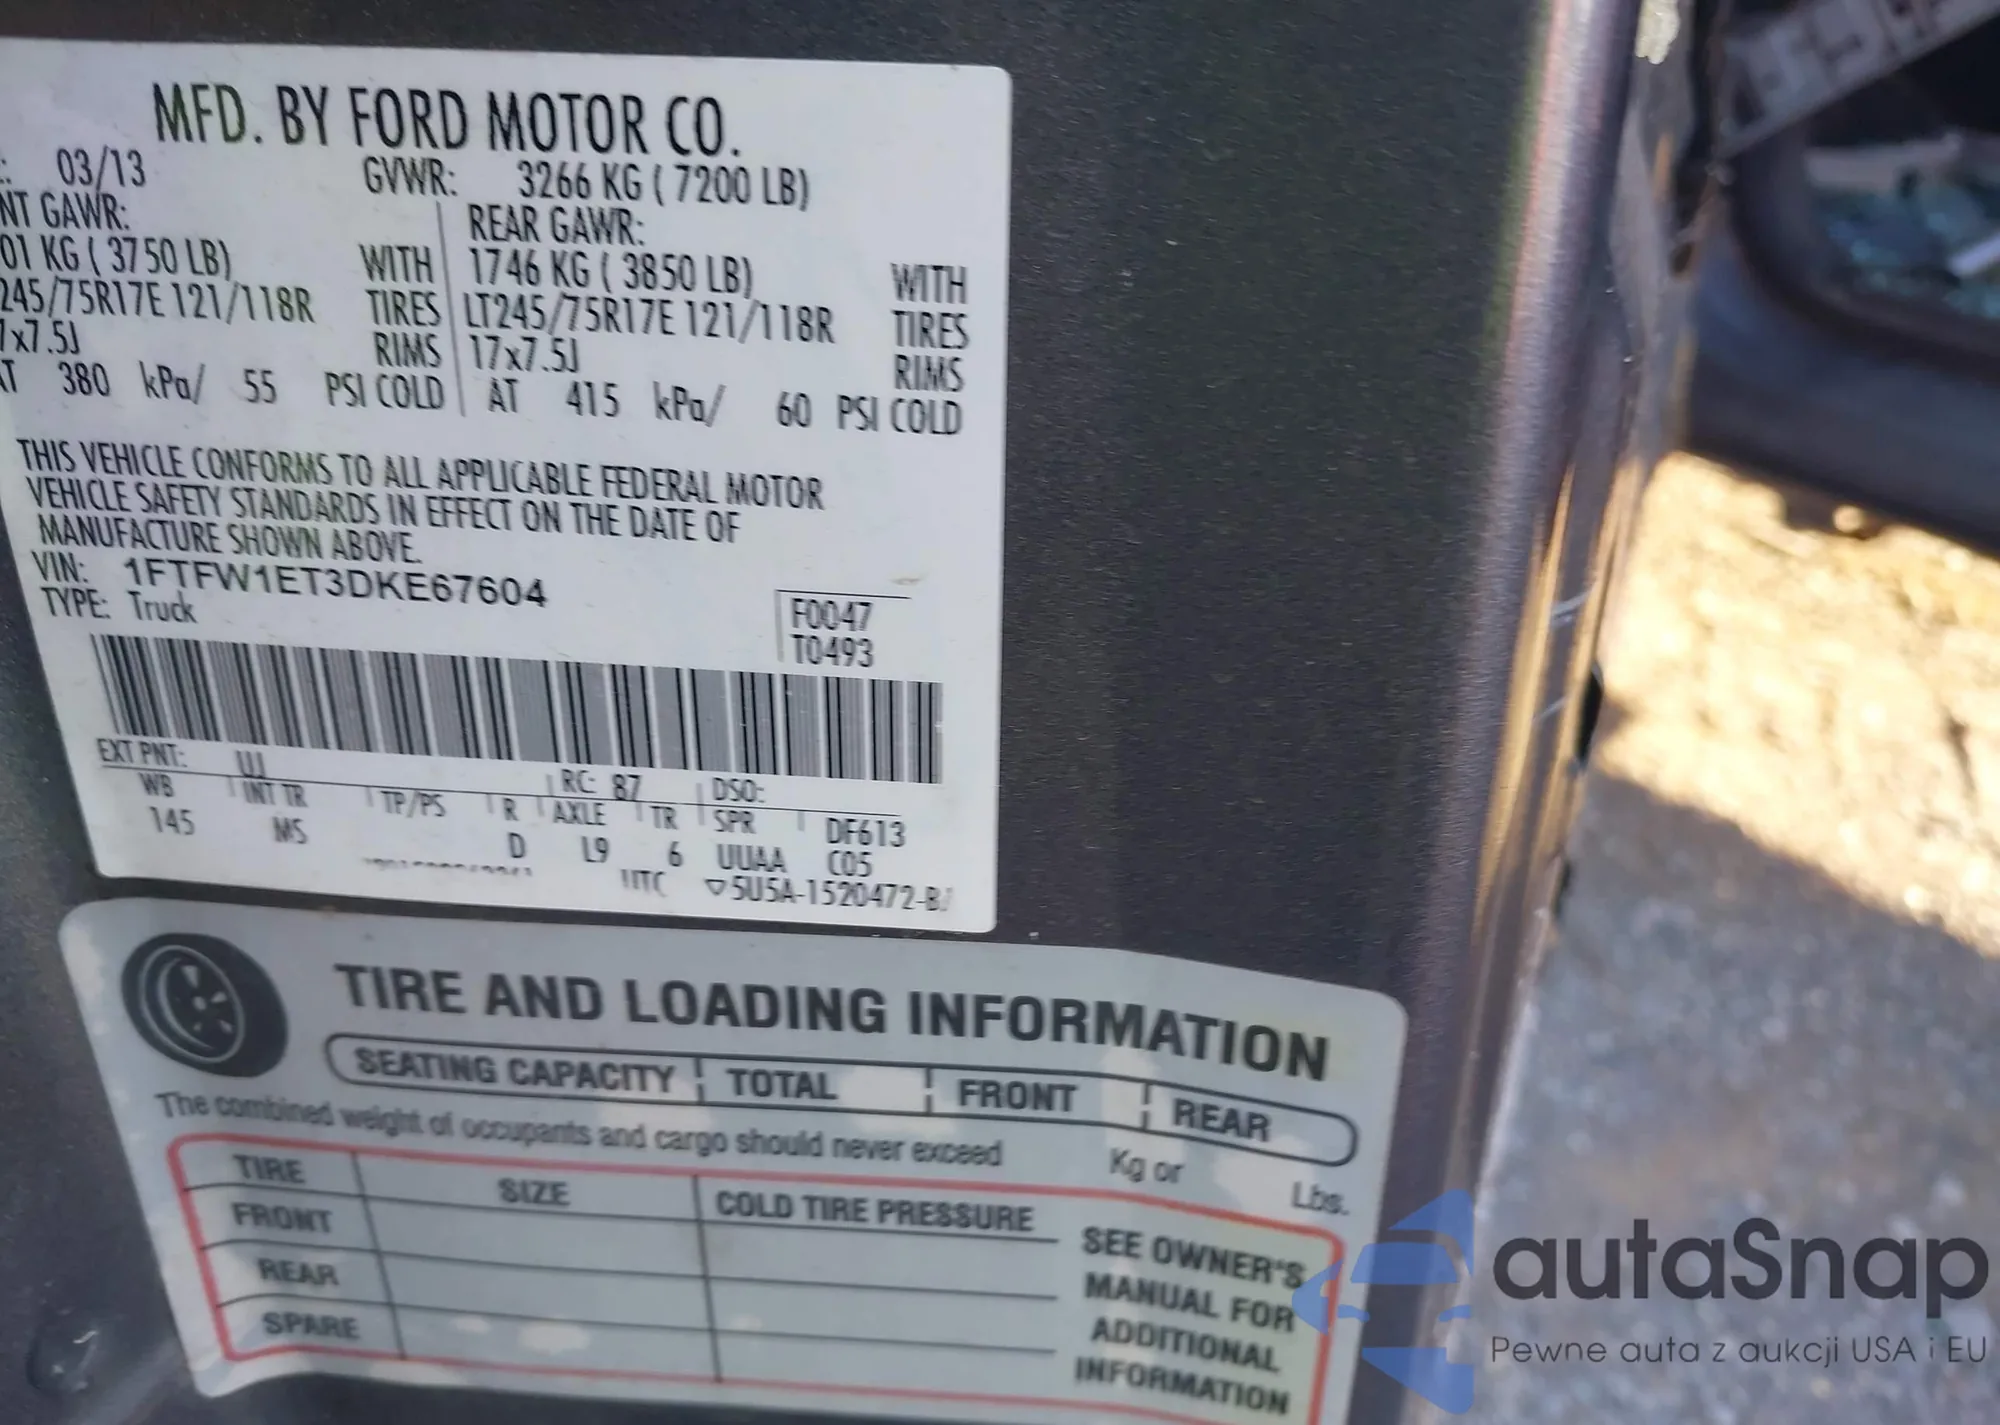 MFD. BY FORD MOTOR CO.
: 03/13 GVWR: 3266 KG ( 7200 LB)
NT GAWR: REAR GAWR:
01 KG ( 3750 LB) WITH 1746 KG ( 3850 LB) WITH
245/75R17E 121/118R TIRES LT245/75R17E 121/118R TIRES
7x7.5J RIMS 17x7.5J RIMS
AT 380 kPa/ 55 PSI COLD AT 415 kPa/ 60 PSI COLD
THIS VEHICLE CONFORMS TO ALL APPLICABLE FEDERAL MOTOR
VEHICLE SAFETY STANDARDS IN EFFECT ON THE DATE OF
MANUFACTURE SHOWN ABOVE.
VIN: 1FTFW1ET3DKE67604
TYPE: Truck
F0047
T0493
EXT PNT: UJ RC: 87 DSO:
WB INT TR TP/PS R AXLE TR SPR DF613
145 MS D L9 6 UUAA C05
UTC ▽5U5A-1520472-B
TIRE AND LOADING INFORMATION
SEATING CAPACITY TOTAL FRONT REAR
The combined weight of occupants and cargo should never exceed Kg or Lbs.
TIRE SIZE COLD TIRE PRESSURE
FRONT
REAR
SPARE
SEE OWNER'S
MANUAL FOR
ADDITIONAL
INFORMATION
autaSnap
Pewne auta z aukcji USA i EU